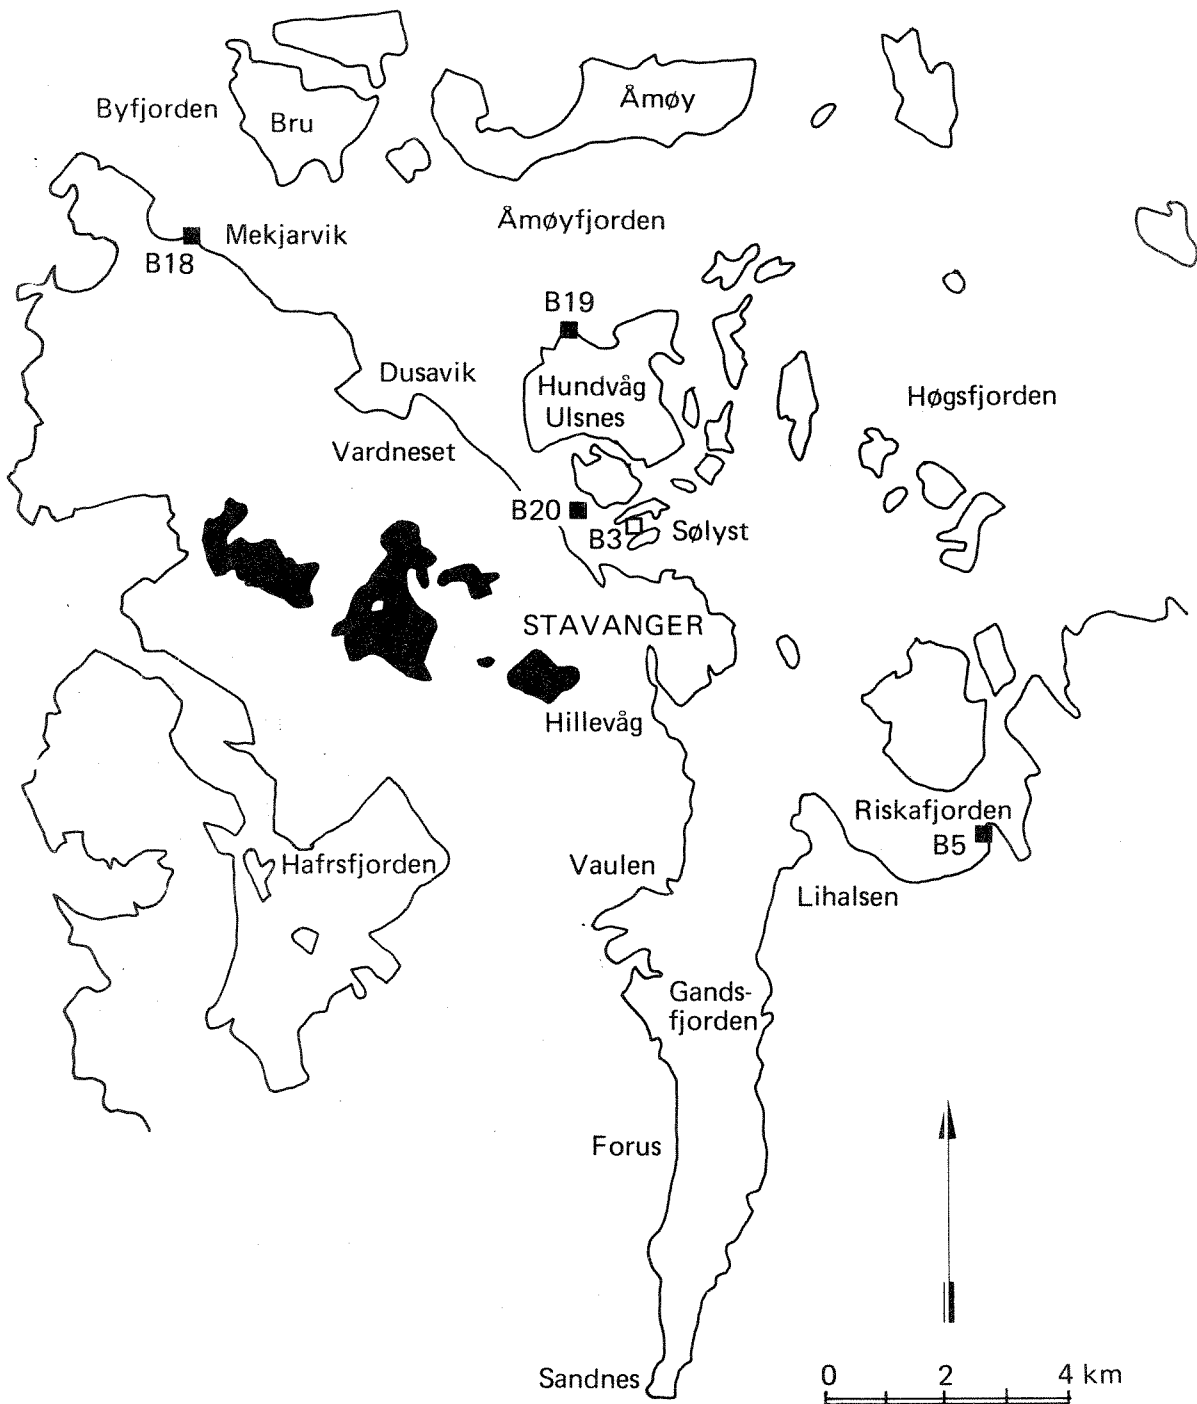 Åmøy
Byfjorden
Bru
Åmøyfjorden
Mekjarvik
B18
B19
Dusavik
Hundvåg
Ulsnes
Høgsfjorden
Vardneset
B20
B3
Sølyst
STAVANGER
Hillevåg
Riskafjorden
B5
Hafrsfjorden
Vaulen
Lihalsen
Gands-
fjorden
Forus
Sandnes
0 2 4 km